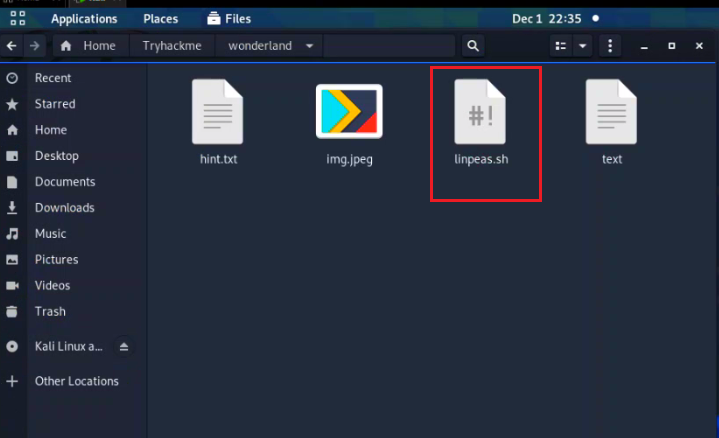 Applications Places Files Dec 1 22:35
Home Tryhackme wonderland
Recent
Starred
Home
Desktop
Documents
Downloads
Music
Pictures
Videos
Trash
Kali Linux a...
Other Locations
#!
hint.txt img.jpeg linpeas.sh text